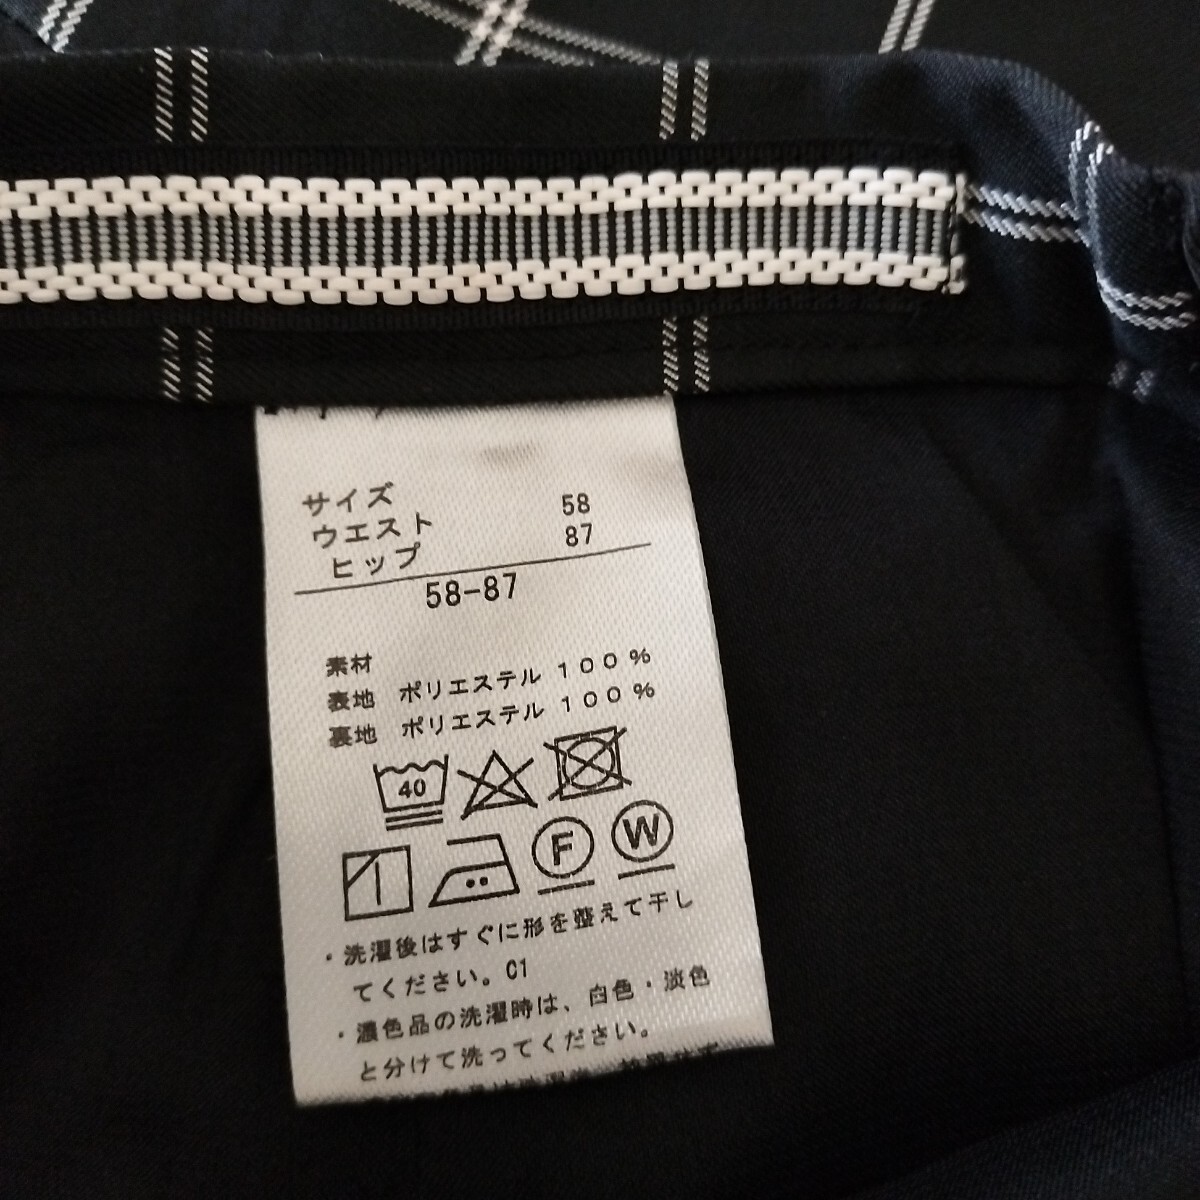 サイズ
ウエスト 58
ヒップ 87
58-87
素材
表地 ポリエステル 100%
裏地 ポリエステル 100%
40
F W
・洗濯後はすぐに形を整えて干し
てください。C1
・濃色品の洗濯時は、白色・淡色
と分けて洗ってください。